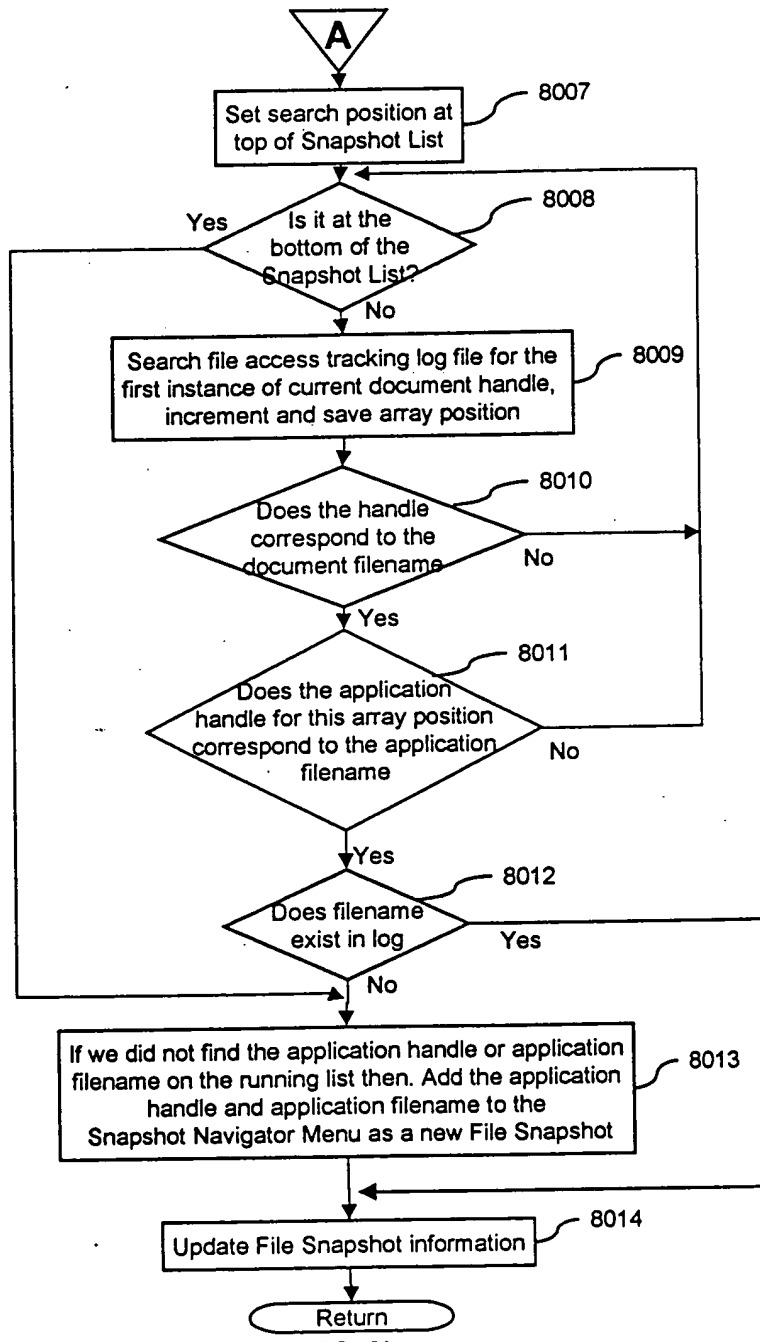 A
Set search position at
top of Snapshot List
8007
Yes
Is it at the
bottom of the
Snapshot List?
8008
No
Search file access tracking log file for the
first instance of current document handle,
increment and save array position
8009
Does the handle
correspond to the
document filename
8010
No
Yes
Does the application
handle for this array position
correspond to the application
filename
8011
No
Yes
Does filename
exist in log
8012
Yes
No
If we did not find the application handle or application
filename on the running list then. Add the application
handle and application filename to the
Snapshot Navigator Menu as a new File Snapshot
8013
Update File Snapshot information
8014
Return